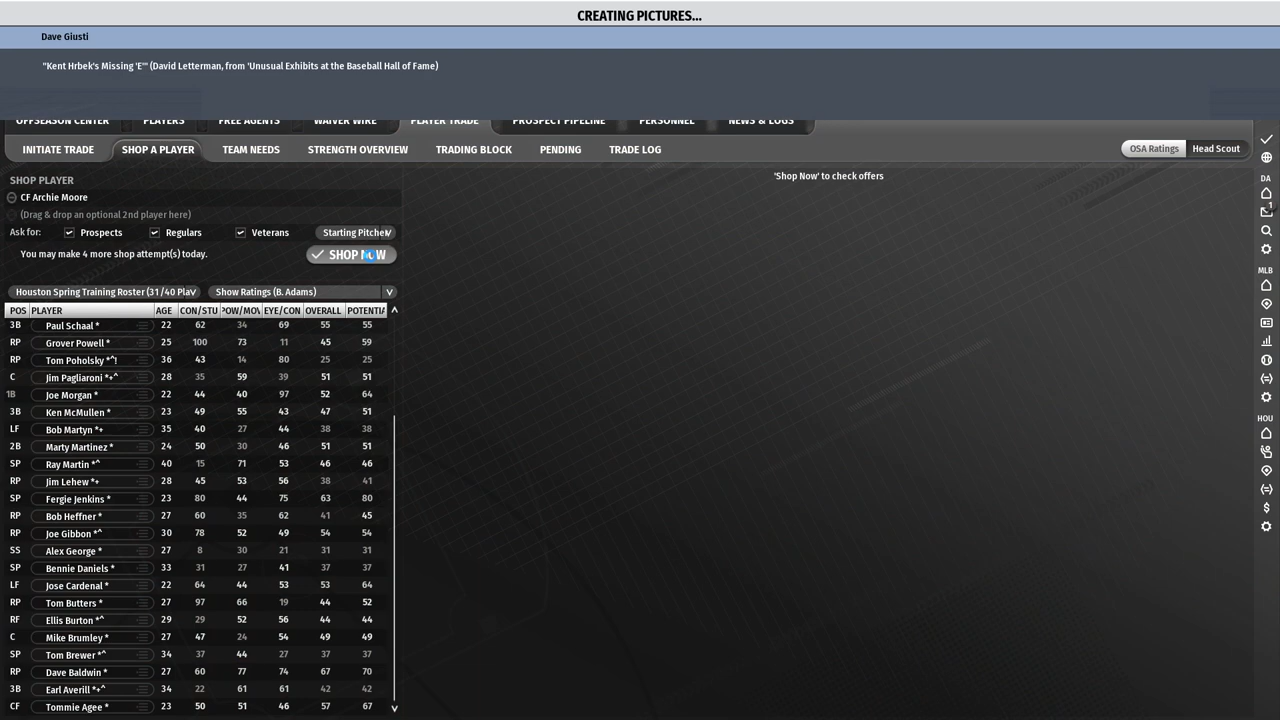 CREATING PICTURES...
Dave Giusti
"Kent Hrbek's Missing 'E'" (David Letterman, from 'Unusual Exhibits at the Baseball Hall of Fame)
OFFSEASON CENTER PLAYERS FREE AGENTS WAIVER WIRE PLAYER TRADE PROSPECT PIPELINE PERSONNEL NEWS & LOGS
INITIATE TRADE SHOP A PLAYER TEAM NEEDS STRENGTH OVERVIEW TRADING BLOCK PENDING TRADE LOG OSA Ratings Head Scout
SHOP PLAYER 'Shop Now' to check offers
CF Archie Moore
(Drag & drop an optional 2nd player here)
Ask for: Prospects Regulars Veterans Starting Pitcher
You may make 4 more shop attempt(s) today. SHOP NOW
Houston Spring Training Roster (31/40 Pla Show Ratings (B. Adams)
POS PLAYER AGE CON/STU POW/MOV EYE/CON OVERALL POTENTIA
3B Paul Schaal * 22 62 34 69 55 55
RP Grover Powell * 25 100 73 11 45 59
RP Tom Poholsky *^! 36 43 14 80 25 25
C Jim Pagliaroni *+^ 28 35 59 39 51 51
1B Joe Morgan * 22 44 40 97 52 64
3B Ken McMullen * 23 49 55 43 47 51
LF Bob Martyn *+ 35 40 27 44 38 38
2B Marty Martinez * 24 50 30 46 51 51
SP Ray Martin *^ 40 15 71 53 46 46
RP Jim Lehew *+ 28 45 53 56 38 41
SP Fergie Jenkins * 23 80 44 75 63 80
RP Bob Heffner * 27 60 35 62 41 45
RP Joe Gibbon *^ 30 78 52 49 54 54
SS Alex George * 27 8 30 21 31 31
SP Bennie Daniels * 33 31 27 41 37 37
LF Jose Cardenal * 22 64 44 53 53 64
RP Tom Butters * 27 97 66 19 44 52
RF Ellis Burton *^ 29 29 52 56 44 44
C Mike Brumley * 27 47 24 54 49 49
SP Tom Brewer *^ 34 37 44 27 37 37
RP Dave Baldwin * 27 60 77 74 67 70
3B Earl Averill *+^ 34 22 61 61 42 42
CF Tommie Agee * 23 50 51 46 57 67
DA
1
MLB
HOU
$